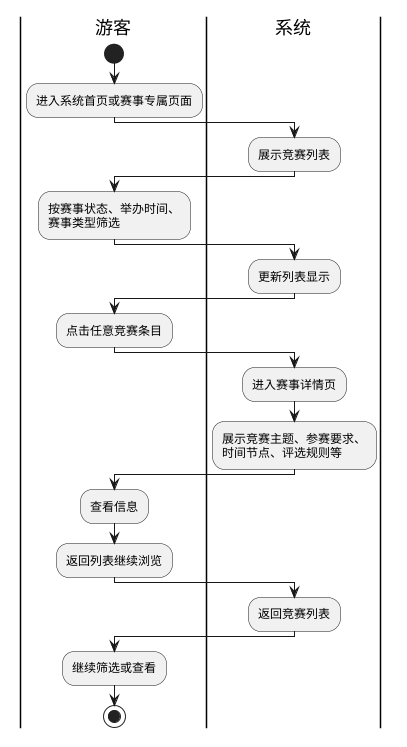 游客
系统
进入系统首页或赛事专属页面
展示竞赛列表
按赛事状态、举办时间、
赛事类型筛选
更新列表显示
点击任意竞赛条目
进入赛事详情页
展示竞赛主题、参赛要求、
时间节点、评选规则等
查看信息
返回列表继续浏览
返回竞赛列表
继续筛选或查看